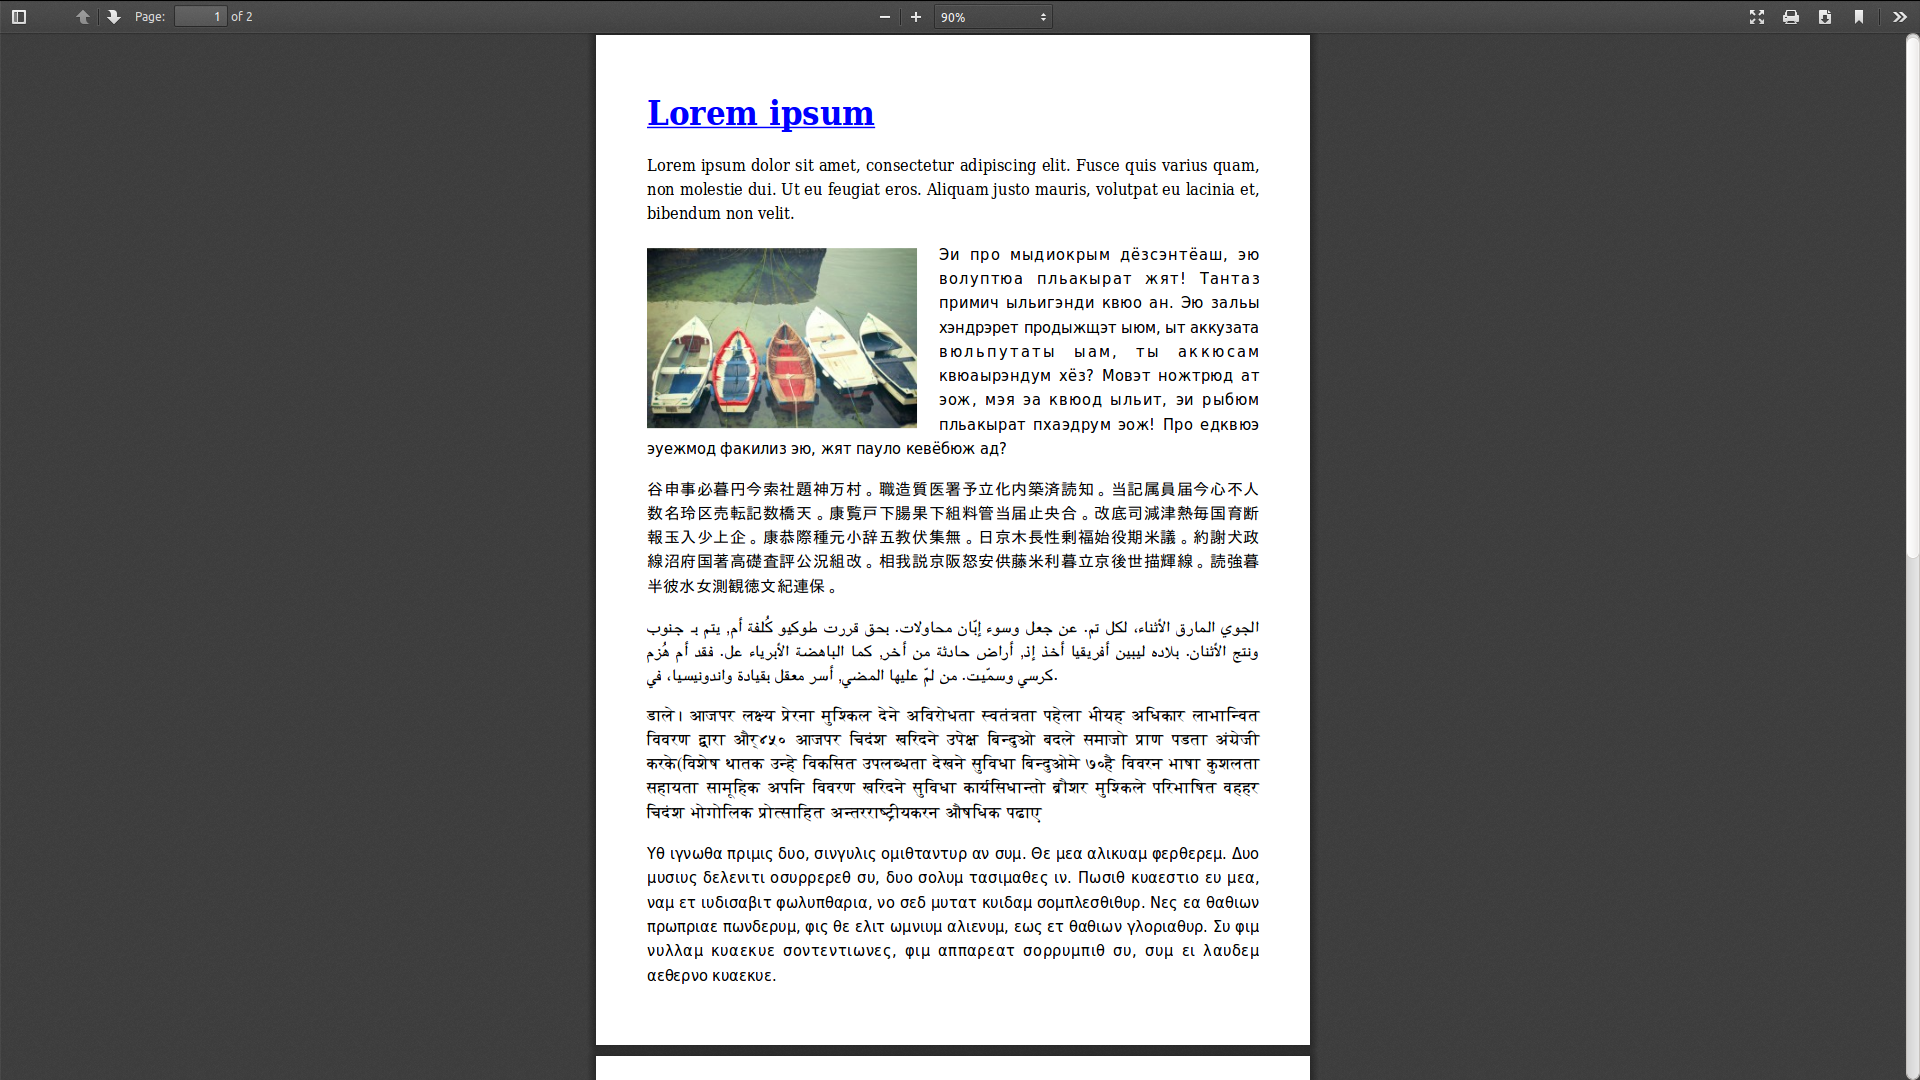 Page: 1 of 2
90%
Lorem ipsum
Lorem ipsum dolor sit amet, consectetur adipiscing elit. Fusce quis varius quam,
non molestie dui. Ut eu feugiat eros. Aliquam justo mauris, volutpat eu lacinia et,
bibendum non velit.
Эи про мыдиокрым дёзсэнтёаш, эю
волуптюа пльакырат жят! Тантаз
примич ыльигэнди квюо ан. Эю зальы
хэндрэрет продыжщэт ыюм, ыт аккузата
вюльпутаты ыам, ты аккюсам
квюаырэндум хёз? Мовэт ножтрюд ат
эож, мэя эа квюод ыльит, эи рыбюм
пльакырат пхаэдрум эож! Про едквюэ
эуежмод факилиз эю, жят пауло кевёбюж ад?
谷申事必暮円今索社題神万村。職造質医署予立化内築済読知。当記属員届今心不人
数名玲区売転記数橋天。康覧戸下腸果下組料管当届止央合。改底司減津熱毎国育断
報玉入少上企。康恭際種元小辞五教伏集無。日京木長性剰福始役期米議。約謝犬政
線沼府国著高礎査評公況組改。相我説京阪怒安供藤米利暮立京後世描輝線。読強暮
半彼水女測観徳文紀連保。
الجوي المارق الأثناء، لكل تم. عن جعل وسوء إبّان محاولات. بحق قررت طوكيو كُلفة أم, يتم بـ جنوب
ونتج الأثنان. بلاده ليبين أفريقيا أخذ إذ, أراض حادثة من أخر, كما الباهضة الأبرياء عل. فقد أم هُزم
كرسي وسمّيت. من لمّ عليها المضي, أسر معقل بقيادة واندونيسيا، في.
डाले। आजपर लक्ष्य प्रेरना मुश्किल देने अविरोधता स्वतंत्रता पहेला भीयह अधिकार लाभान्वित
विवरण द्वारा और्४५० आजपर चिदंश खरिदने उपेक्ष बिन्दुओ बदले समाजो प्राण पडता अंग्रेजी
करके(विशेष थातक उन्हे विकसित उपलब्धता देखने सुविधा बिन्दुओमे ७०है विवरन भाषा कुशलता
सहायता सामूहिक अपनि विवरण खरिदने सुविधा कार्यसिधान्तो ब्रौशर मुश्किले परिभाषित वहहर
चिदंश भोगोलिक प्रोत्साहित अन्तरराष्ट्रीयकरन औषधिक पढाए
Υθ ιγνωθα πριμις δυο, σινγυλις ομιθταντυρ αν συμ. Θε μεα αλικυαμ φερθερεμ. Δυο
μυσιυς δελενιτι οσυρρερεθ συ, δυο σολυμ τασιμαθες ιν. Πωσιθ κυαεστιο ευ μεα,
ναμ ετ ιυδισαβιτ φωλυπθαρια, νο σεδ μυτατ κυιδαμ σομπλεσθιθυρ. Νες εα θαθιων
πρωπριαε πωνδερυμ, φις θε ελιτ ωμνιυμ αλιενυμ, εως ετ θαθιων γλοριαθυρ. Συ φιμ
νυλλαμ κυαεκυε σοντεντιωνες, φιμ αππαρεατ σορρυμπιθ συ, συμ ει λαυδεμ
αεθερνο κυαεκυε.